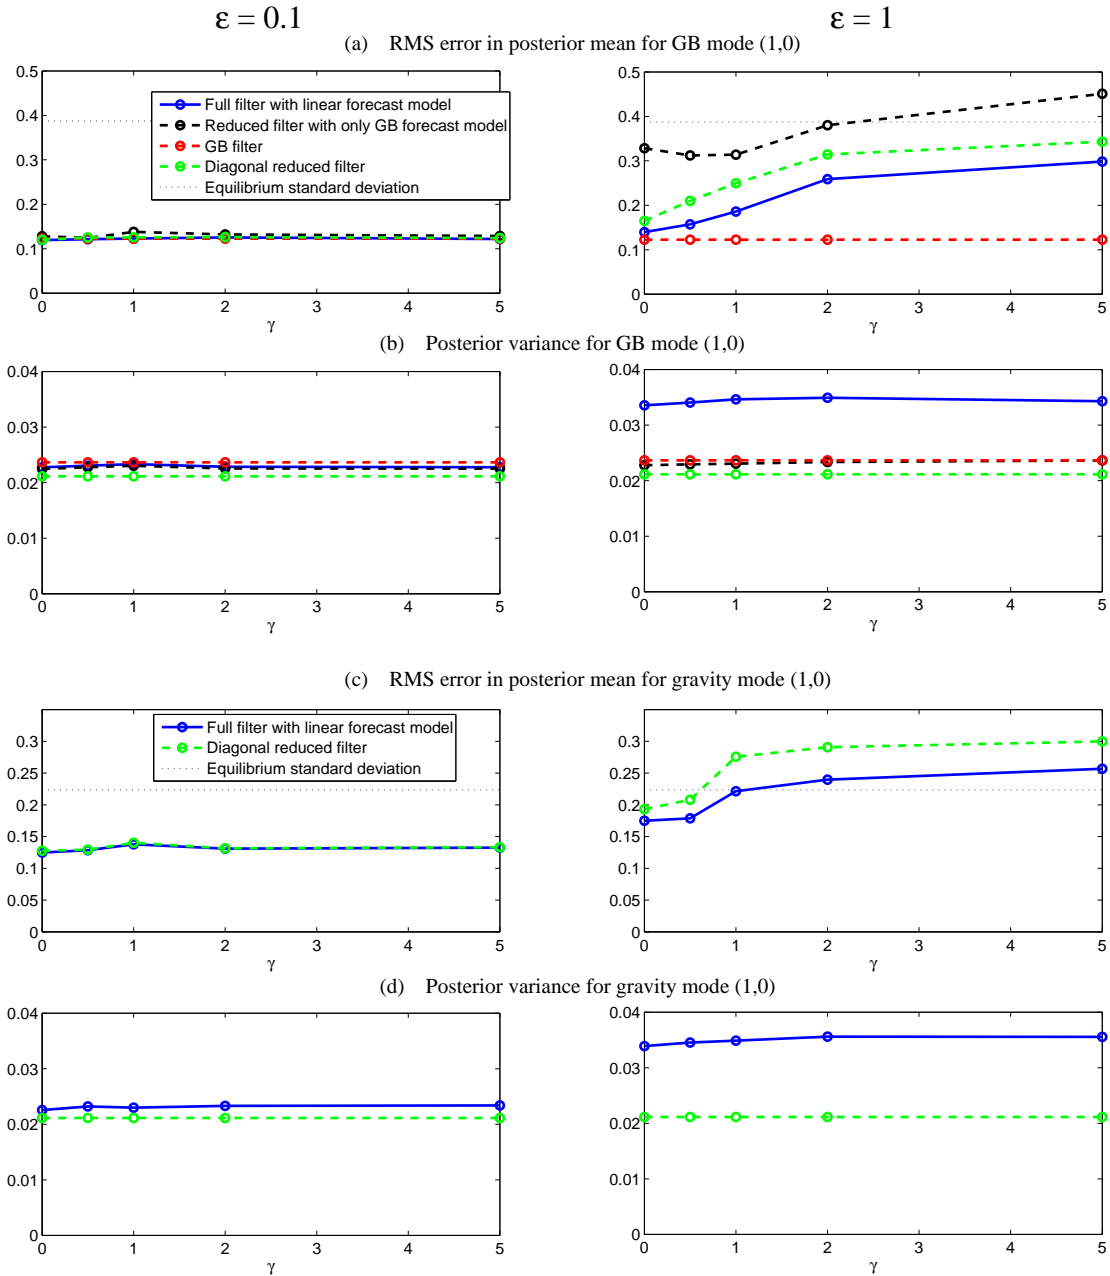 ε = 0.1
ε = 1
(a) RMS error in posterior mean for GB mode (1,0)
0.5
0.4
0.3
0.2
0.1
0
Full filter with linear forecast model
Reduced filter with only GB forecast model
GB filter
Diagonal reduced filter
Equilibrium standard deviation
0 1 2 3 4 5
γ
0.5
0.4
0.3
0.2
0.1
0
0 1 2 3 4 5
γ
(b) Posterior variance for GB mode (1,0)
0.04
0.03
0.02
0.01
0
0 1 2 3 4 5
γ
0.04
0.03
0.02
0.01
0
0 1 2 3 4 5
γ
(c) RMS error in posterior mean for gravity mode (1,0)
0.3
0.25
0.2
0.15
0.1
0.05
0
Full filter with linear forecast model
Diagonal reduced filter
Equilibrium standard deviation
0 1 2 3 4 5
γ
0.3
0.25
0.2
0.15
0.1
0.05
0
0 1 2 3 4 5
γ
(d) Posterior variance for gravity mode (1,0)
0.04
0.03
0.02
0.01
0
0 1 2 3 4 5
γ
0.04
0.03
0.02
0.01
0
0 1 2 3 4 5
γ